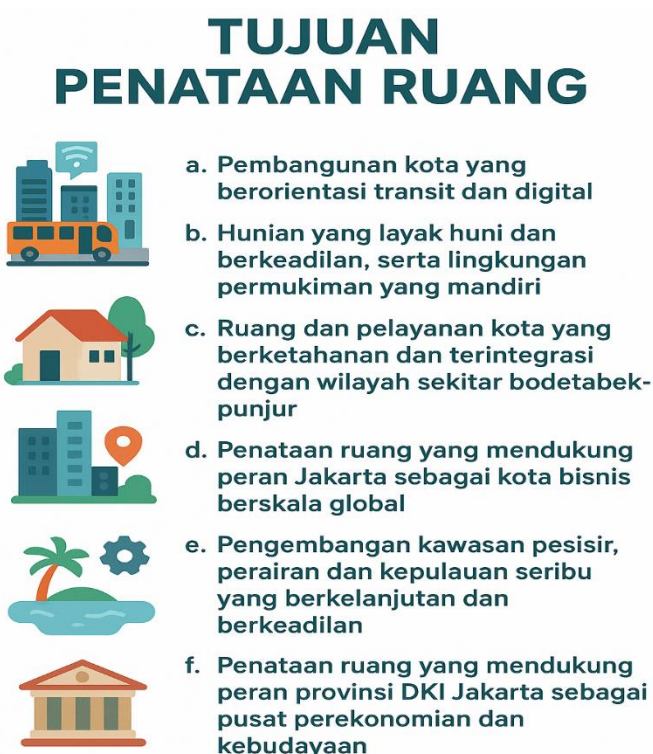 TUJUAN
PENATAAN RUANG
a. Pembangunan kota yang
berorientasi transit dan digital
b. Hunian yang layak huni dan
berkeadilan, serta lingkungan
permukiman yang mandiri
c. Ruang dan pelayanan kota yang
berketahanan dan terintegrasi
dengan wilayah sekitar bodetabek-
punjur
d. Penataan ruang yang mendukung
peran Jakarta sebagai kota bisnis
berskala global
e. Pengembangan kawasan pesisir,
perairan dan kepulauan seribu
yang berkelanjutan dan
berkeadilan
f. Penataan ruang yang mendukung
peran provinsi DKI Jakarta sebagai
pusat perekonomian dan
kebudayaan